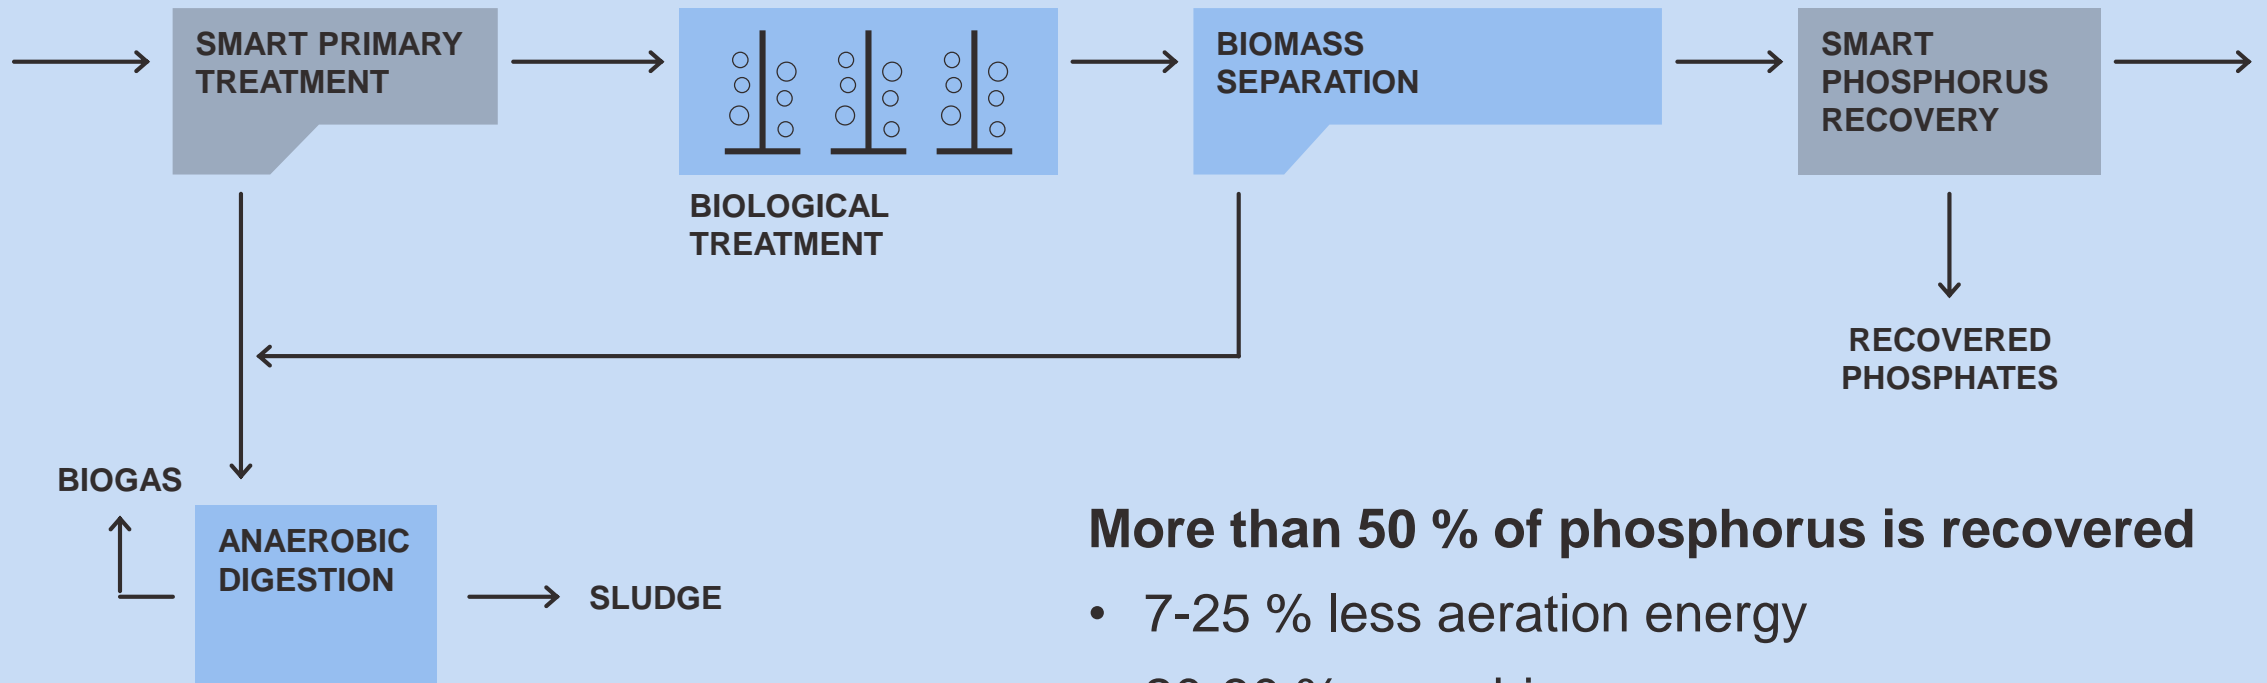 SMART PRIMARY
TREATMENT
BIOLOGICAL
TREATMENT
BIOMASS
SEPARATION
SMART
PHOSPHORUS
RECOVERY
RECOVERED
PHOSPHATES
BIOGAS
ANAEROBIC
DIGESTION
SLUDGE
More than 50 % of phosphorus is recovered
• 7-25 % less aeration energy